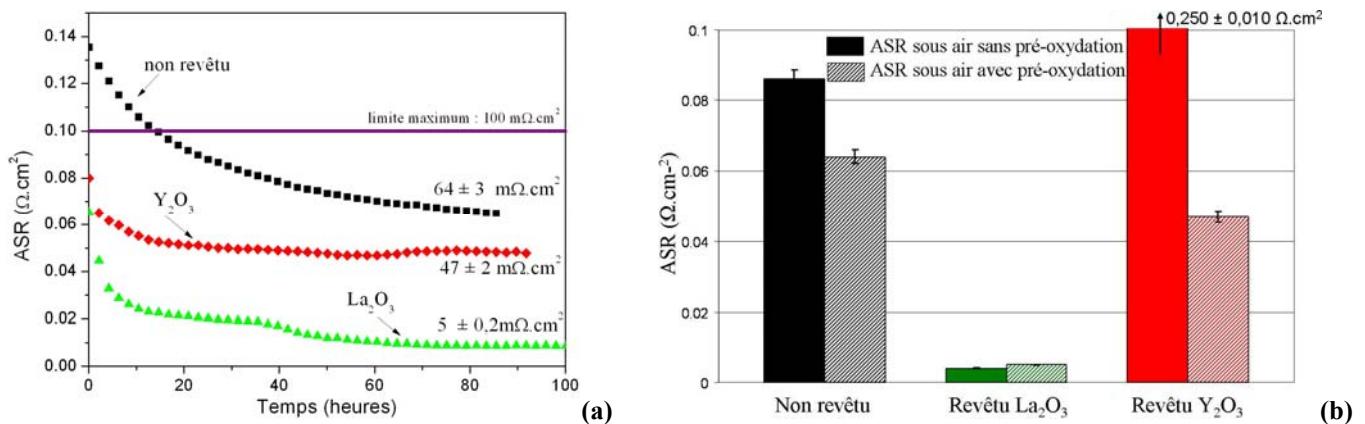 0.14
0.12
0.10
0.08
0.06
0.04
0.02
0.00
ASR (Ω.cm²)
non revêtu
limite maximum : 100 mΩ.cm²
64 ± 3 mΩ.cm²
Y₂O₃
47 ± 2 mΩ.cm²
La₂O₃
5 ± 0,2mΩ.cm²
0 20 40 60 80 100
Temps (heures)
(a)
0,250 ± 0,010 Ω.cm²
ASR sous air sans pré-oxydation
ASR sous air avec pré-oxydation
0.1
0.08
0.06
0.04
0.02
0
ASR (Ω.cm-²)
Non revêtu Revêtu La₂O₃ Revêtu Y₂O₃
(b)